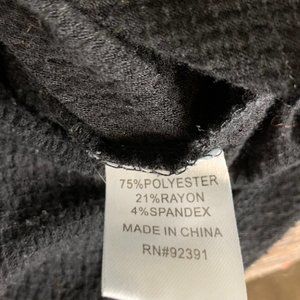 75%POLYESTER
21%RAYON
4%SPANDEX
MADE IN CHINA
RN#92391